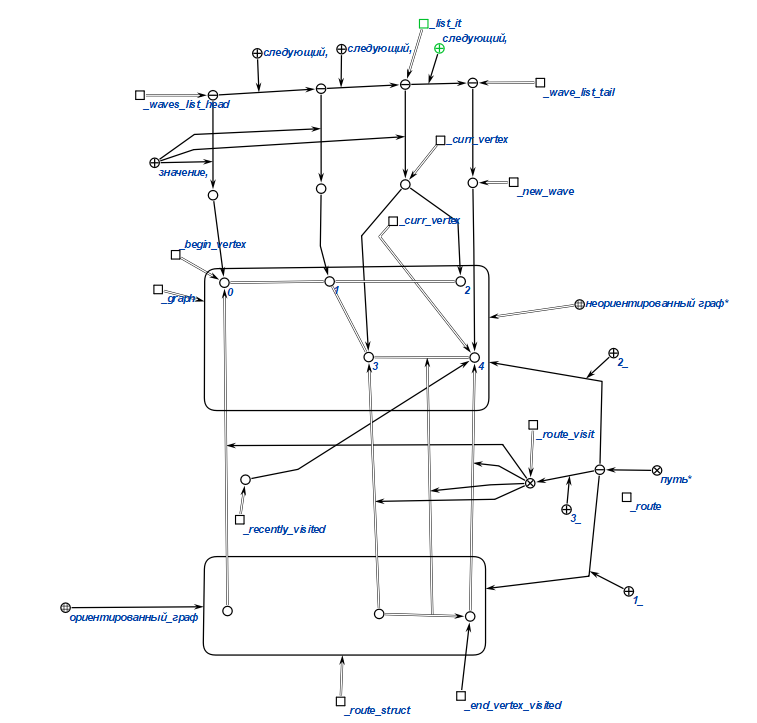 _list_it
следующий,
следующий,
следующий,
_waves_list_head
_wave_list_tail
_curr_vertex
значение,
_new_wave
_curr_vertex
_begin_vertex
_graph
0
1
2
неориентированный граф*
3
4
2_
_route_visit
путь*
_route
3_
_recently_visited
1_
ориентированный_граф
_end_vertex_visited
_route_struct